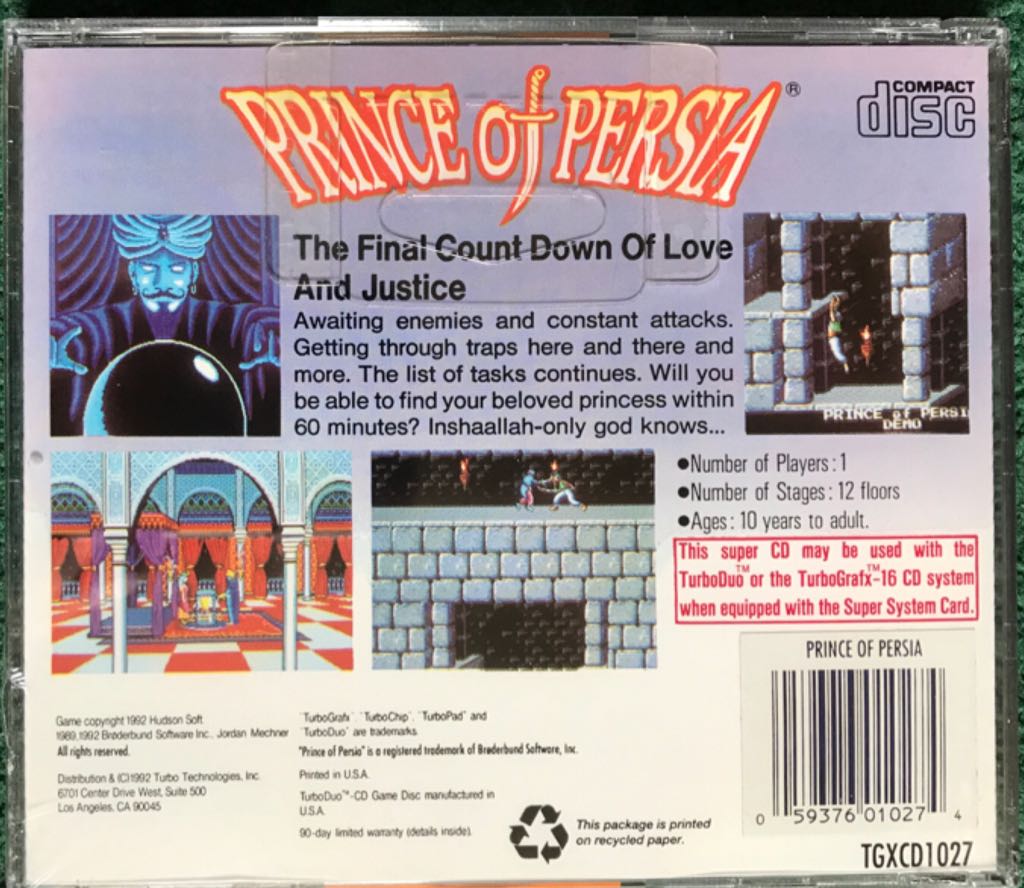 PRINCE of PERSIA®
COMPACT
disc
The Final Count Down Of Love
And Justice
Awaiting enemies and constant attacks.
Getting through traps here and there and
more. The list of tasks continues. Will you
be able to find your beloved princess within
60 minutes? Inshaallah-only god knows...
PRINCE of PERSI
DEMO
●Number of Players : 1
●Number of Stages : 12 floors
●Ages : 10 years to adult.
This super CD may be used with the
TurboDuo™ or the TurboGrafx™-16 CD system
when equipped with the Super System Card.
PRINCE OF PERSIA
0 59376 01027 4
TGXCD1027
Game copyright 1992 Hudson Soft
1989,1992 Brøderbund Software Inc., Jordan Mechner
All rights reserved.
Distribution & (C)1992 Turbo Technologies, Inc.
6701 Center Drive West, Suite 500
Los Angeles, CA 90045
"TurboGrafx", "TurboChip", "TurboPad" and
"TurboDuo" are trademarks.
"Prince of Persia" is a registered trademark of Brøderbund Software, Inc.
Printed in U.S.A.
TurboDuo™-CD Game Disc manufactured in
U.S.A.
90-day limited warranty (details inside).
This package is printed
on recycled paper.